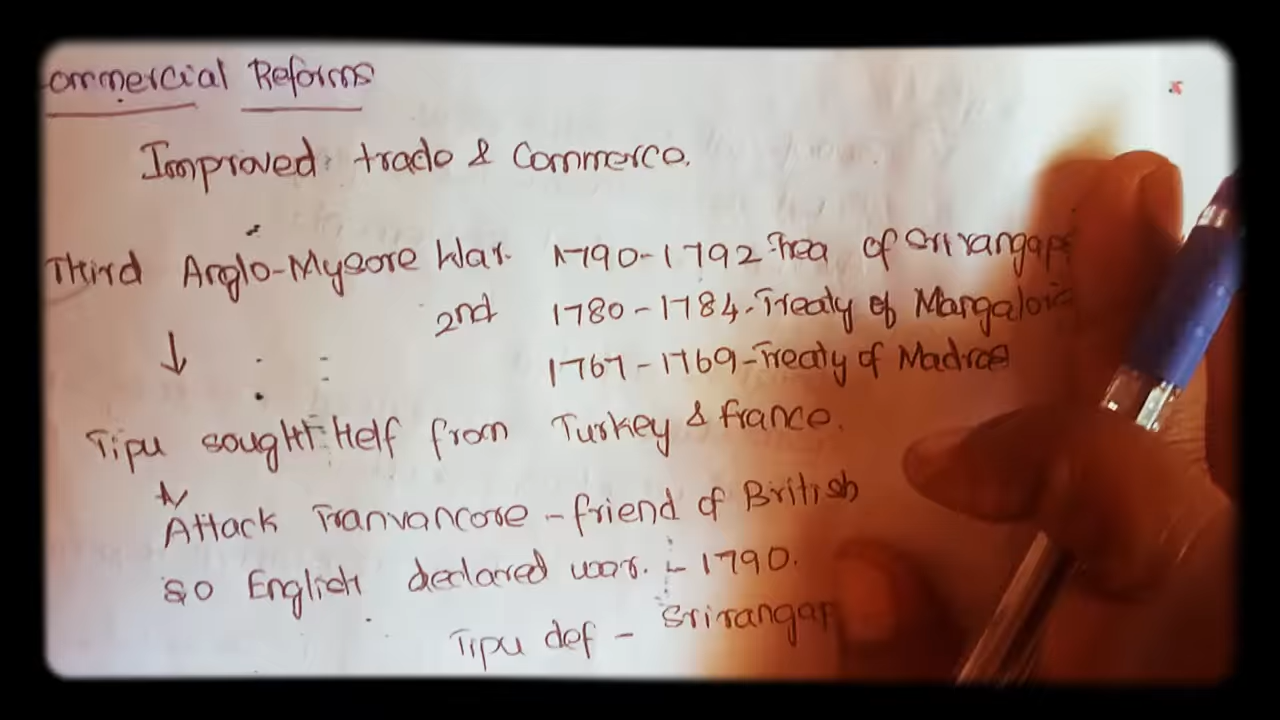 ommercial Reforms
Improved trade & Commerce.
Third Anglo-Mysore War. 1790-1792 Trea of Srirangap
2nd 1780-1784-Treaty of Mangalore
1767-1769-Treaty of Madras
Tipu sought Helf from Turkey & France.
Attack Tranvancore - friend of British
so English declared war. - 1790.
Tipu def - Srirangap